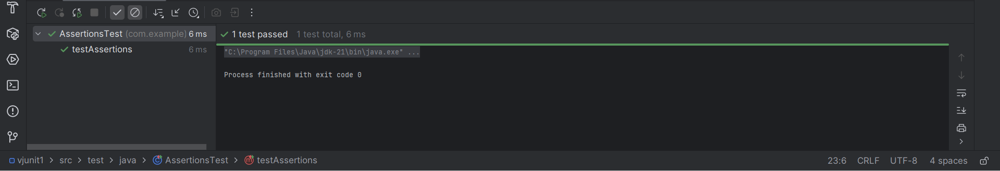 AssertionsTest (com.example) 6 ms
testAssertions 6 ms
1 test passed 1 test total, 6 ms
"C:\Program Files\Java\jdk-21\bin\java.exe" ...
Process finished with exit code 0
vjunit1 > src > test > java > AssertionsTest > testAssertions 23:6 CRLF UTF-8 4 spaces